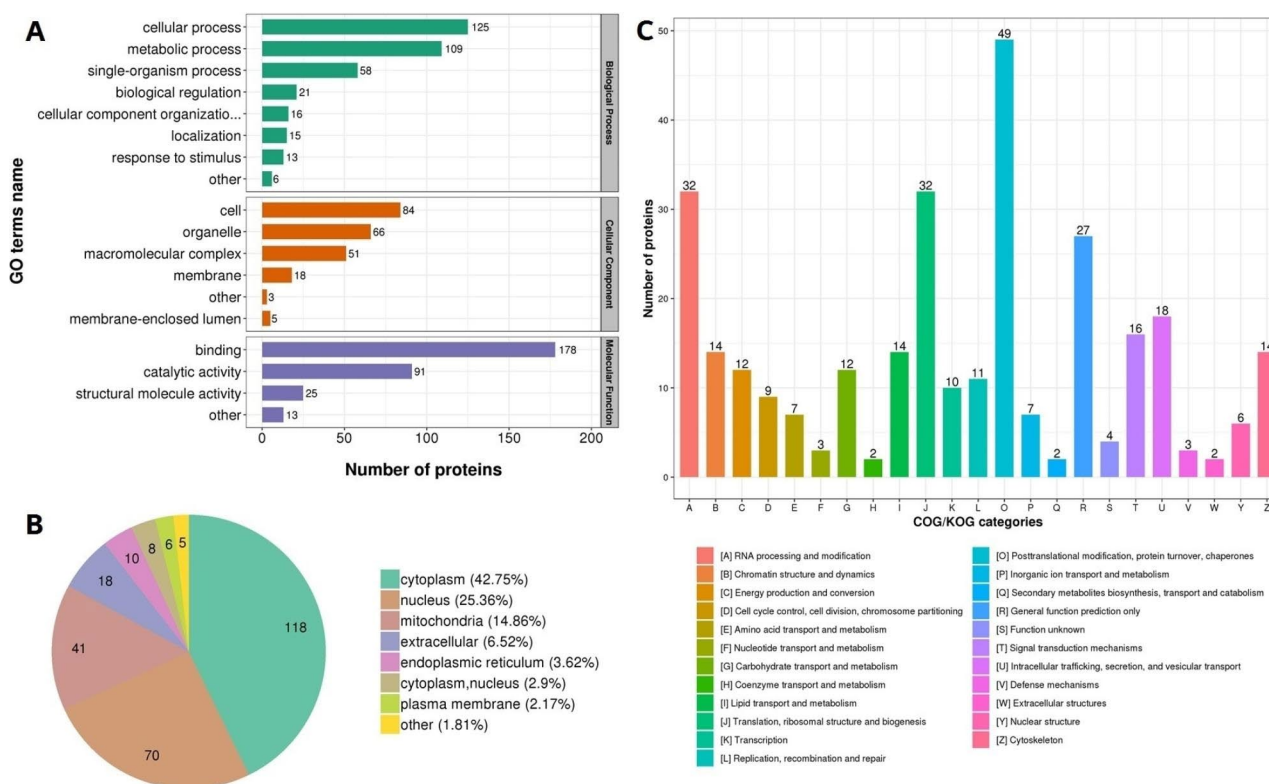 A
GO terms name
cellular process
125
metabolic process
109
single-organism process
58
biological regulation
21
cellular component organizatio...
16
localization
15
response to stimulus
13
other
6
Biological Process
cell
84
organelle
66
macromolecular complex
51
membrane
18
other
3
membrane-enclosed lumen
5
Cellular Component
binding
178
catalytic activity
91
structural molecule activity
25
other
13
Molecular Function
0 50 100 150 200
Number of proteins
B
118
70
41
18
10
8
6
5
cytoplasm (42.75%)
nucleus (25.36%)
mitochondria (14.86%)
extracellular (6.52%)
endoplasmic reticulum (3.62%)
cytoplasm,nucleus (2.9%)
plasma membrane (2.17%)
other (1.81%)
C
Number of proteins
50
40
30
20
10
0
32 14 12 9 7 3 12 2 14 32 10 11 49 7 2 27 4 16 18 3 2 6 14
A B C D E F G H I J K L O P Q R S T U V W Y Z
COG/KOG categories
[A] RNA processing and modification
[B] Chromatin structure and dynamics
[C] Energy production and conversion
[D] Cell cycle control, cell division, chromosome partitioning
[E] Amino acid transport and metabolism
[F] Nucleotide transport and metabolism
[G] Carbohydrate transport and metabolism
[H] Coenzyme transport and metabolism
[I] Lipid transport and metabolism
[J] Translation, ribosomal structure and biogenesis
[K] Transcription
[L] Replication, recombination and repair
[O] Posttranslational modification, protein turnover, chaperones
[P] Inorganic ion transport and metabolism
[Q] Secondary metabolites biosynthesis, transport and catabolism
[R] General function prediction only
[S] Function unknown
[T] Signal transduction mechanisms
[U] Intracellular trafficking, secretion, and vesicular transport
[V] Defense mechanisms
[W] Extracellular structures
[Y] Nuclear structure
[Z] Cytoskeleton